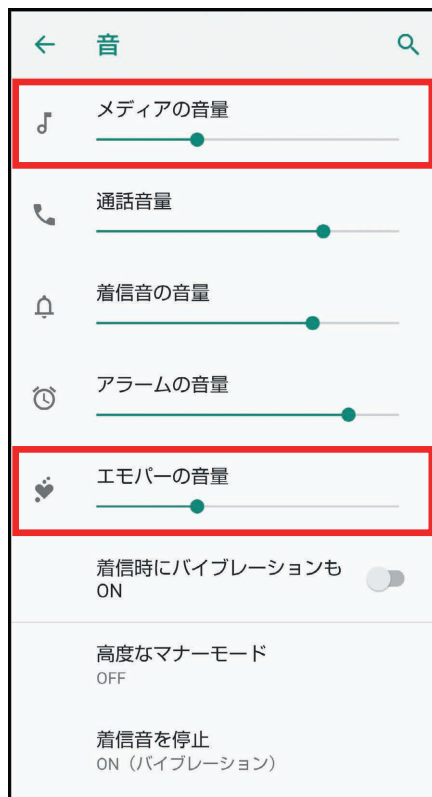 音
メディアの音量
通話音量
着信音の音量
アラームの音量
エモパーの音量
着信時にバイブレーションも
ON
高度なマナーモード
OFF
着信音を停止
ON（バイブレーション）